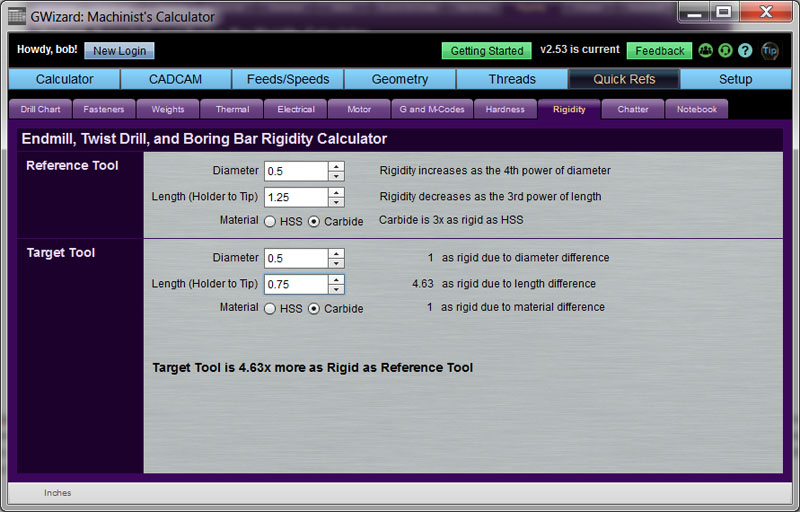 GWizard: Machinist's Calculator
Howdy, bob! New Login Getting Started v2.53 is current Feedback ? Tip
Calculator CADCAM Feeds/Speeds Geometry Threads Quick Refs Setup
Drill Chart Fasteners Weights Thermal Electrical Motor G and M-Codes Hardness Rigidity Chatter Notebook
Endmill, Twist Drill, and Boring Bar Rigidity Calculator
Reference Tool
Diameter 0.5 Rigidity increases as the 4th power of diameter
Length (Holder to Tip) 1.25 Rigidity decreases as the 3rd power of length
Material HSS Carbide Carbide is 3x as rigid as HSS
Target Tool
Diameter 0.5 1 as rigid due to diameter difference
Length (Holder to Tip) 0.75 4.63 as rigid due to length difference
Material HSS Carbide 1 as rigid due to material difference
Target Tool is 4.63x more as Rigid as Reference Tool
Inches